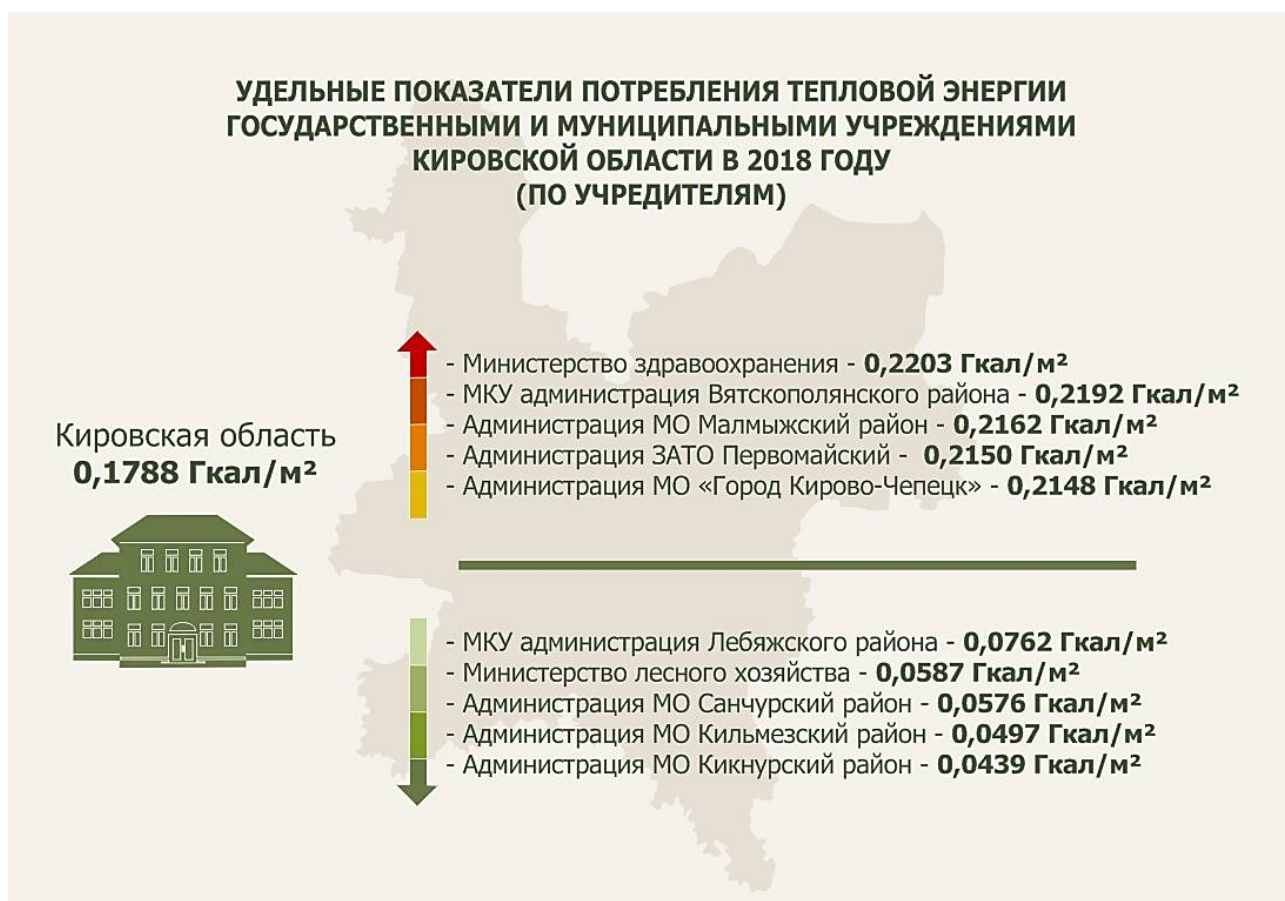 УДЕЛЬНЫЕ ПОКАЗАТЕЛИ ПОТРЕБЛЕНИЯ ТЕПЛОВОЙ ЭНЕРГИИ
ГОСУДАРСТВЕННЫМИ И МУНИЦИПАЛЬНЫМИ УЧРЕЖДЕНИЯМИ
КИРОВСКОЙ ОБЛАСТИ В 2018 ГОДУ
(ПО УЧРЕДИТЕЛЯМ)
Кировская область
0,1788 Гкал/м²
- Министерство здравоохранения - 0,2203 Гкал/м²
- МКУ администрация Вятскополянского района - 0,2192 Гкал/м²
- Администрация МО Малмыжский район - 0,2162 Гкал/м²
- Администрация ЗАТО Первомайский - 0,2150 Гкал/м²
- Администрация МО «Город Кирово-Чепецк» - 0,2148 Гкал/м²
- МКУ администрация Лебяжского района - 0,0762 Гкал/м²
- Министерство лесного хозяйства - 0,0587 Гкал/м²
- Администрация МО Санчурский район - 0,0576 Гкал/м²
- Администрация МО Кильмезский район - 0,0497 Гкал/м²
- Администрация МО Кикнурский район - 0,0439 Гкал/м²